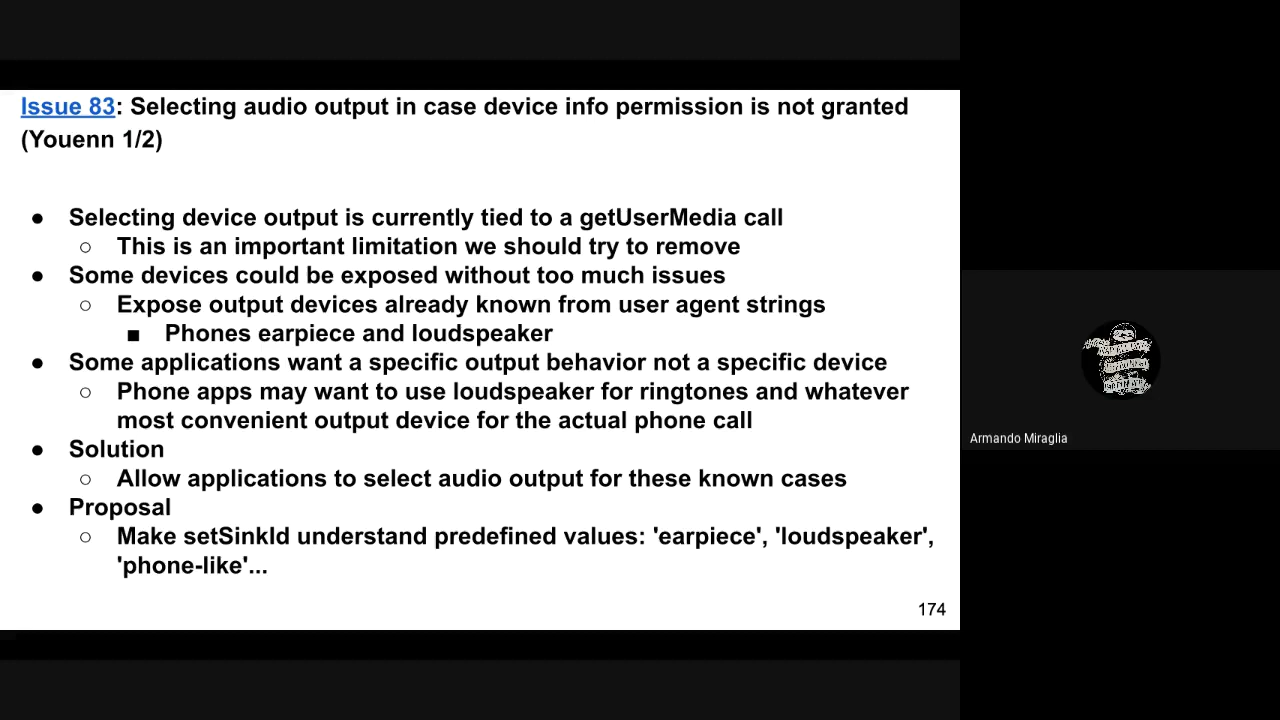 Issue 83: Selecting audio output in case device info permission is not granted
(Youenn 1/2)
● Selecting device output is currently tied to a getUserMedia call
○ This is an important limitation we should try to remove
● Some devices could be exposed without too much issues
○ Expose output devices already known from user agent strings
■ Phones earpiece and loudspeaker
● Some applications want a specific output behavior not a specific device
○ Phone apps may want to use loudspeaker for ringtones and whatever
most convenient output device for the actual phone call
● Solution
○ Allow applications to select audio output for these known cases
● Proposal
○ Make setSinkId understand predefined values: 'earpiece', 'loudspeaker',
'phone-like'...
174
Armando Miraglia